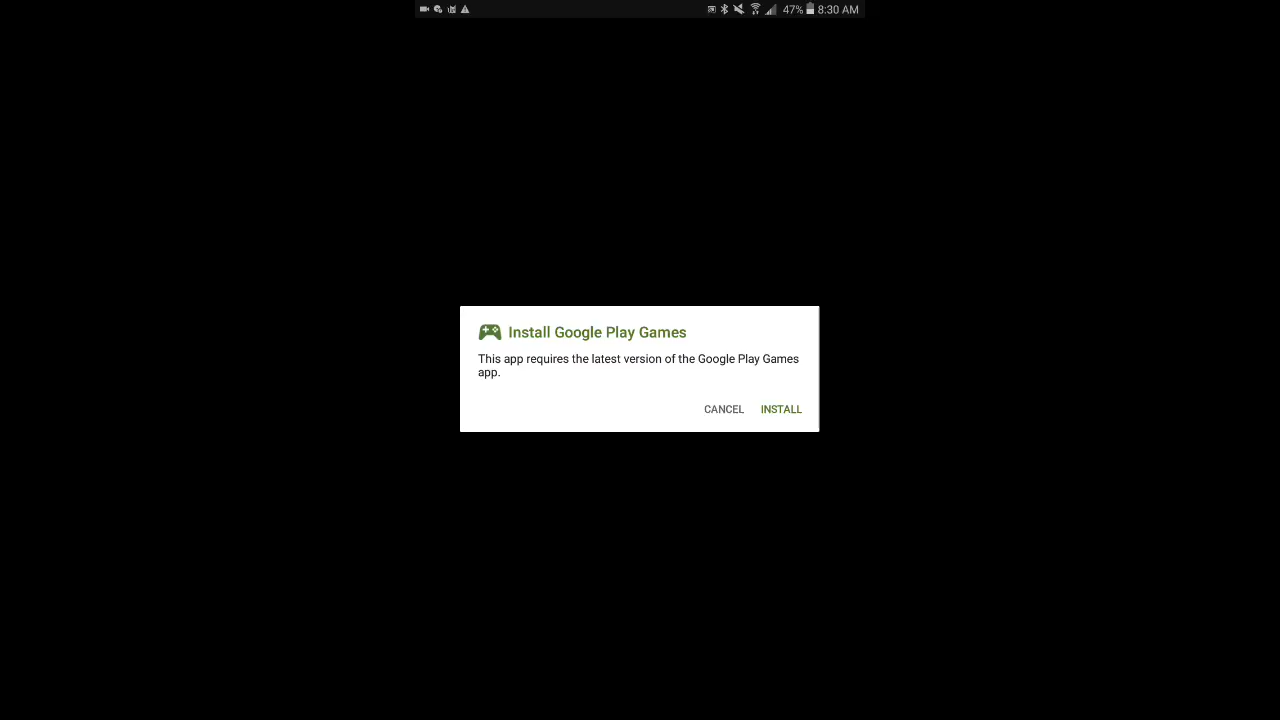 47% 8:30 AM
Install Google Play Games
This app requires the latest version of the Google Play Games
app.
CANCEL INSTALL